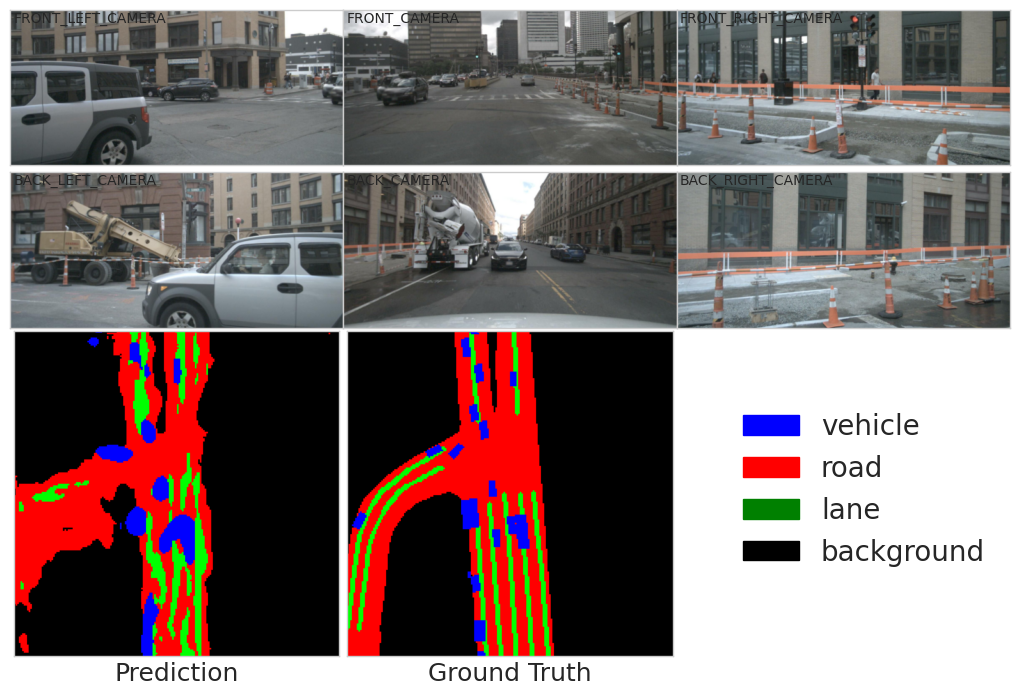 FRONT_LEFT_CAMERA
FRONT_CAMERA
FRONT_RIGHT_CAMERA
BACK_LEFT_CAMERA
BACK_CAMERA
BACK_RIGHT_CAMERA
vehicle
road
lane
background
Prediction
Ground Truth